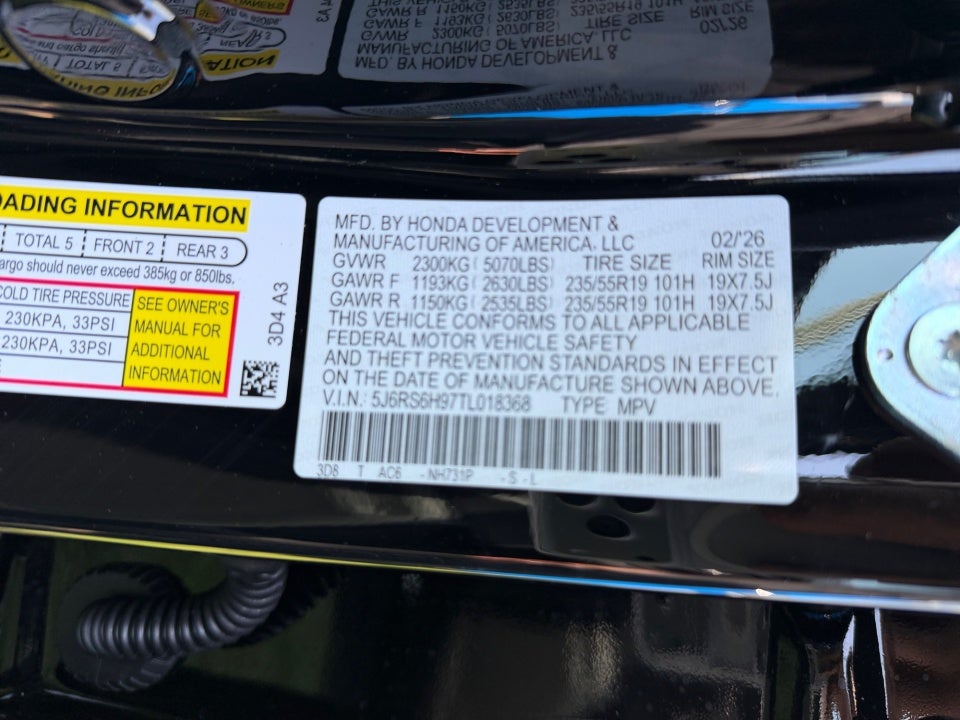 OADING INFORMATION
TOTAL 5 FRONT 2 REAR 3
cargo should never exceed 385kg or 850lbs.
COLD TIRE PRESSURE
230KPA, 33PSI
230KPA, 33PSI
SEE OWNER'S
MANUAL FOR
ADDITIONAL
INFORMATION
3D4 A3
MFD. BY HONDA DEVELOPMENT &
MANUFACTURING OF AMERICA, LLC 02/'26
GVWR 2300KG ( 5070LBS) TIRE SIZE RIM SIZE
GAWR F 1193KG ( 2630LBS) 235/55R19 101H 19X7.5J
GAWR R 1150KG ( 2535LBS) 235/55R19 101H 19X7.5J
THIS VEHICLE CONFORMS TO ALL APPLICABLE
FEDERAL MOTOR VEHICLE SAFETY
AND THEFT PREVENTION STANDARDS IN EFFECT
ON THE DATE OF MANUFACTURE SHOWN ABOVE.
V.I.N.: 5J6RS6H97TL018368 TYPE: MPV
3D8 T AC6 -NH731P -S -L